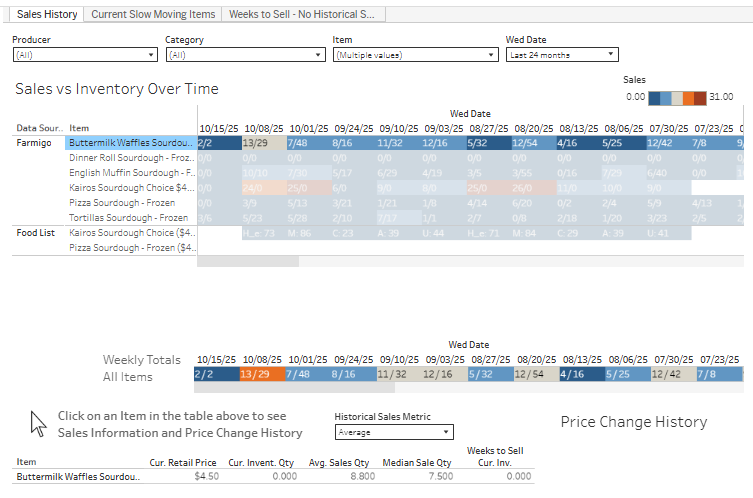 Sales History Current Slow Moving Items Weeks to Sell - No Historical S...
Producer Category Item Wed Date
(All) (All) (Multiple values) Last 24 months
Sales vs Inventory Over Time
Sales
0.00 31.00
Wed Date
Data Sour.. Item 10/15/25 10/08/25 10/01/25 09/24/25 09/10/25 09/03/25 08/27/25 08/20/25 08/13/25 08/06/25 07/30/25 07/23/25
Farmigo Buttermilk Waffles Sourdou.. 2/2 13/29 7/48 8/16 11/32 12/16 5/32 12/54 4/16 5/25 12/42 7/8
Dinner Roll Sourdough - Froz.. 0/0 0/0 0/0 0/0 0/0 0/0 0/0 0/0 0/0 0/0 0/0 0/0
English Muffin Sourdough - F.. 0/0 10/10 7/30 5/17 6/29 4/19 3/5 3/55 0/16 7/29 6/40 0/0
Kairos Sourdough Choice $4... 0/0 24/0 25/0 6/0 9/0 8/0 25/0 26/0 11/0 10/0 9/0
Pizza Sourdough - Frozen 0/0 3/9 5/13 3/21 1/21 1/8 4/14 6/20 0/2 2/4 5/9 4/13
Tortillas Sourdough - Frozen 3/6 5/23 5/28 2/10 7/17 1/1 2/7 0/8 2/18 1/20 3/23 2/5
Food List Kairos Sourdough Choice ($4.. H_e: 73 M: 86 C: 23 A: 39 U: 44 H_e: 71 M: 84 C: 29 A: 39 U: 41
Pizza Sourdough - Frozen ($4..
Wed Date
Weekly Totals 10/15/25 10/08/25 10/01/25 09/24/25 09/10/25 09/03/25 08/27/25 08/20/25 08/13/25 08/06/25 07/30/25 07/23/25
All Items 2/2 13/29 7/48 8/16 11/32 12/16 5/32 12/54 4/16 5/25 12/42 7/8
Click on an Item in the table above to see
Sales Information and Price Change History
Historical Sales Metric
Average
Price Change History
Weeks to Sell
Item Cur. Retail Price Cur. Invent. Qty Avg. Sales Qty Median Sale Qty Cur. Inv.
Buttermilk Waffles Sourdou.. $4.50 0.000 8.800 7.500 0.000